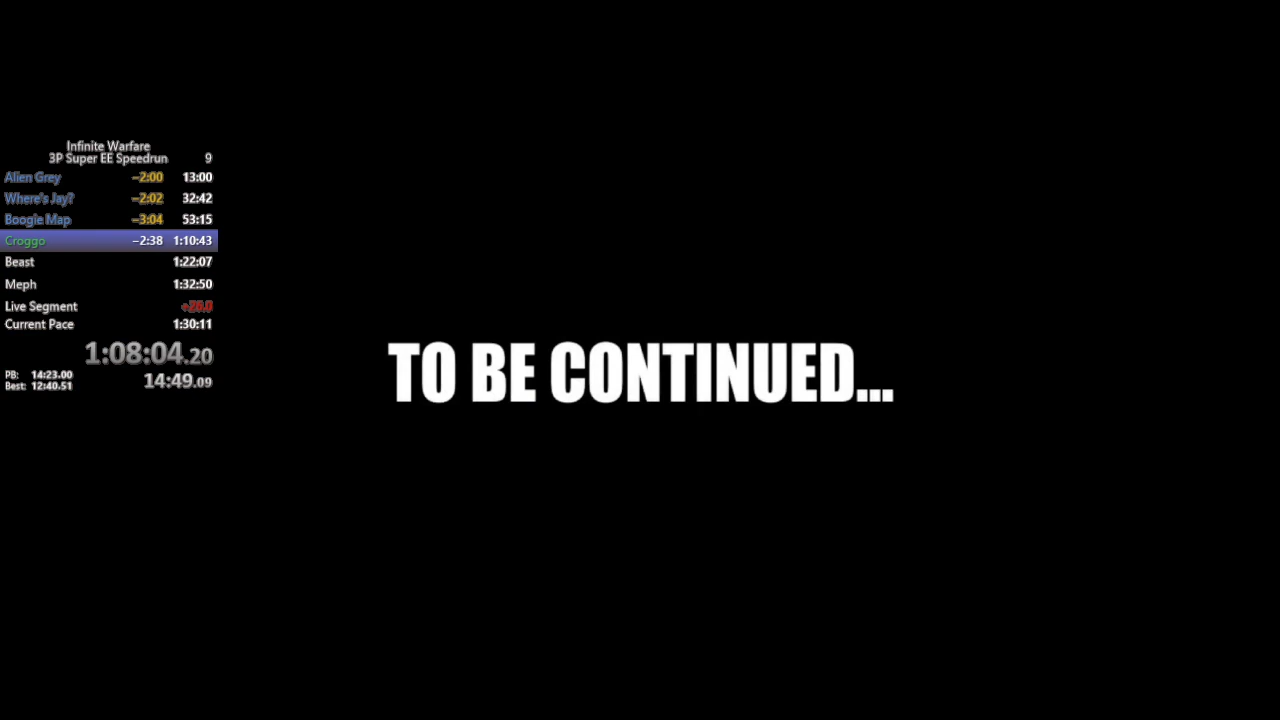 Infinite Warfare
3P Super EE Speedrun 9
Alien Grey -2:00 13:00
Where's Jay? -2:02 32:42
Boogie Map -3:04 53:15
Croggo -2:38 1:10:43
Beast 1:22:07
Meph 1:32:50
Live Segment +26.0
Current Pace 1:30:11
1:08:04.20
PB: 14:23.00
Best: 12:40.51
14:49.09
TO BE CONTINUED...